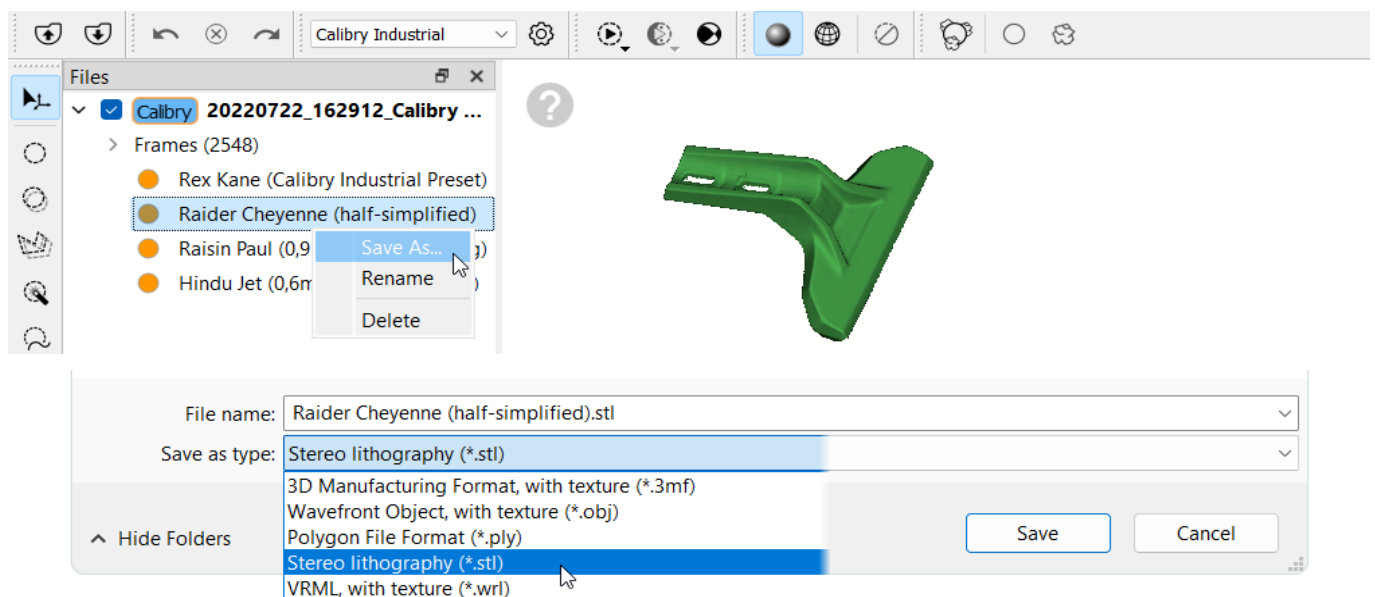 Calibry Industrial
Files
Calibry 20220722_162912_Calibry ...
Frames (2548)
Rex Kane (Calibry Industrial Preset)
Raider Cheyenne (half-simplified)
Raisin Paul (0,9
Save As...
Hindu Jet (0,6m
Rename
Delete
?
File name: Raider Cheyenne (half-simplified).stl
Save as type: Stereo lithography (*.stl)
3D Manufacturing Format, with texture (*.3mf)
Wavefront Object, with texture (*.obj)
Polygon File Format (*.ply)
Stereo lithography (*.stl)
VRML, with texture (*.wrl)
Hide Folders
Save
Cancel